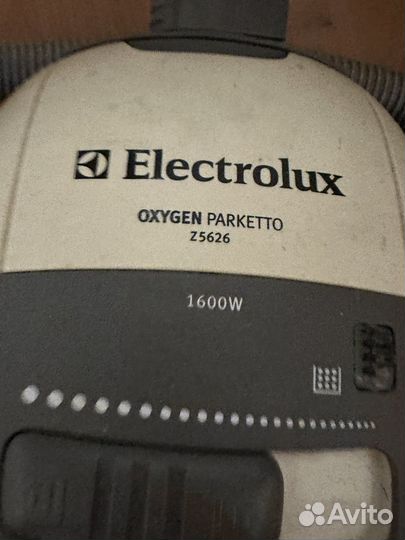 Electrolux
OXYGEN PARKETTO
Z5626
1600W
Avito